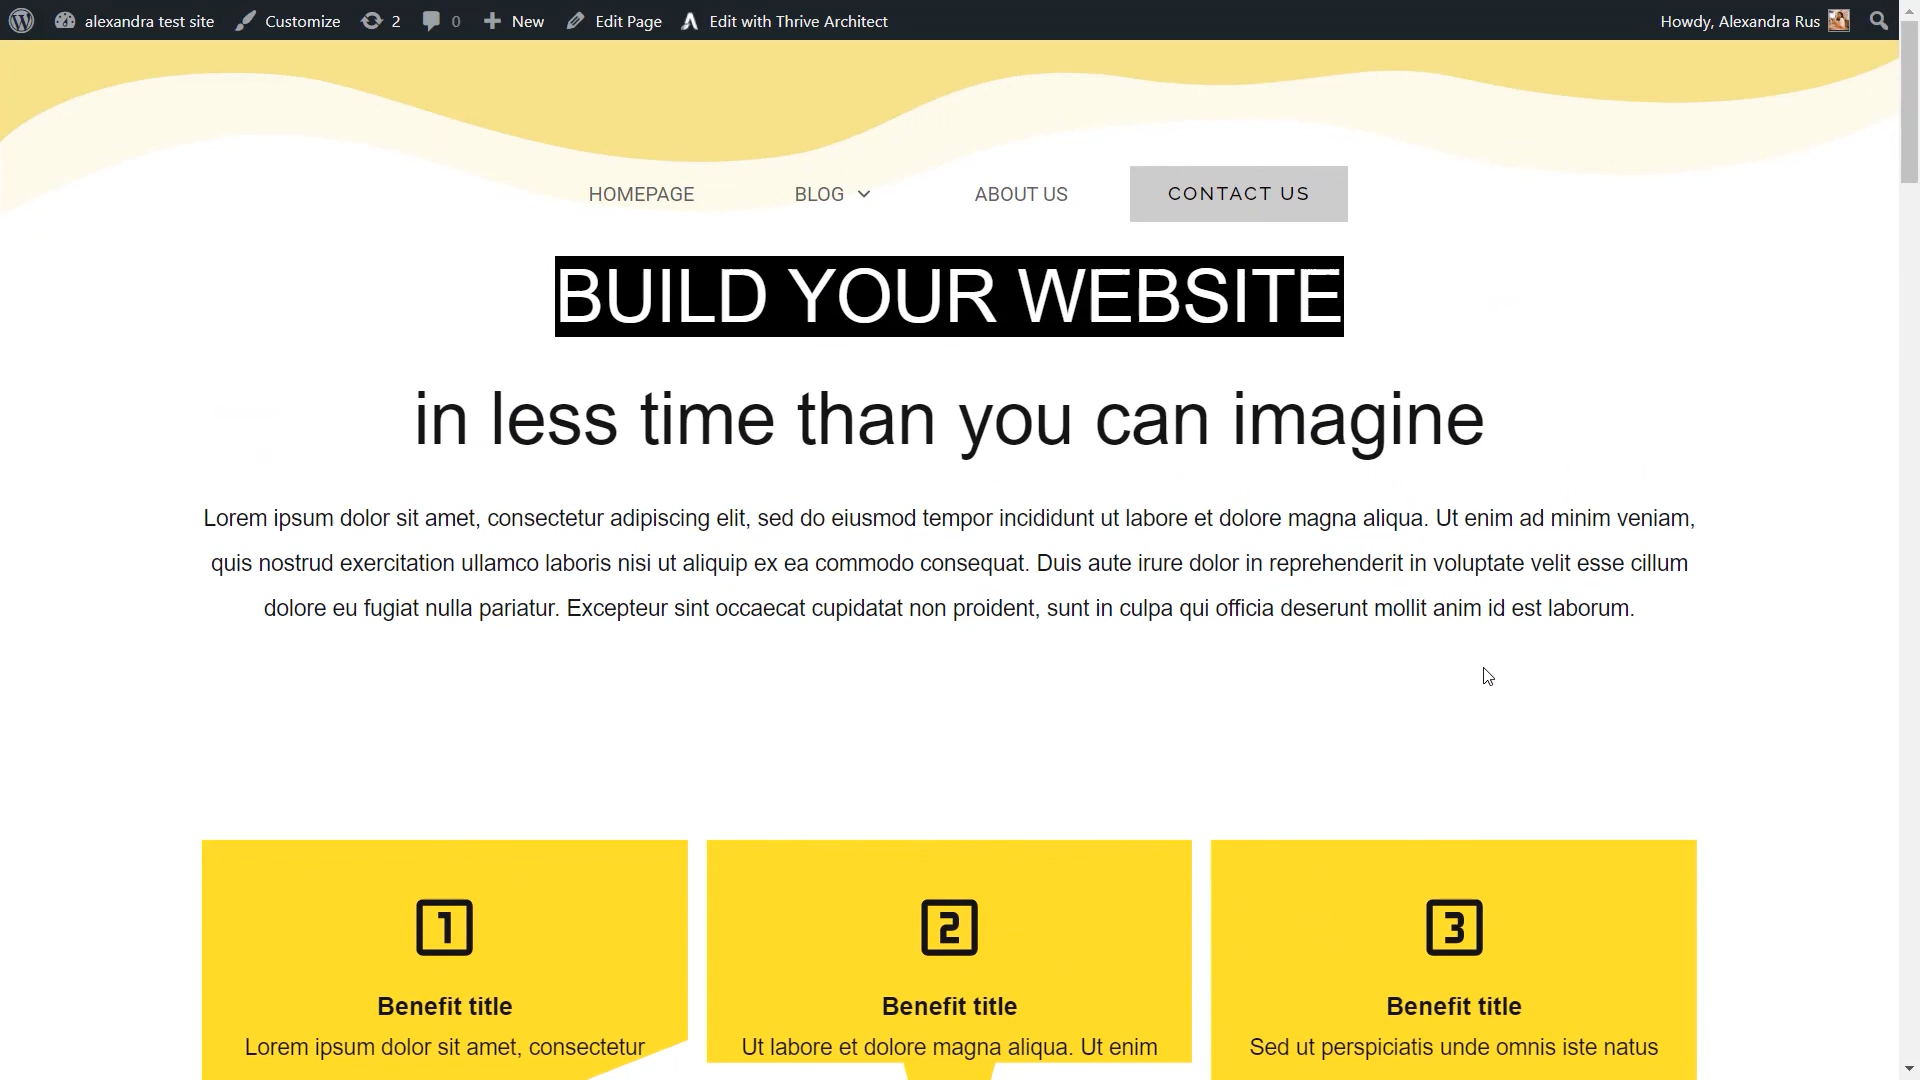 alexandra test site Customize 2 0 New Edit Page Edit with Thrive Architect Howdy, Alexandra Rus
HOMEPAGE BLOG ABOUT US CONTACT US
BUILD YOUR WEBSITE
in less time than you can imagine
Lorem ipsum dolor sit amet, consectetur adipiscing elit, sed do eiusmod tempor incididunt ut labore et dolore magna aliqua. Ut enim ad minim veniam,
quis nostrud exercitation ullamco laboris nisi ut aliquip ex ea commodo consequat. Duis aute irure dolor in reprehenderit in voluptate velit esse cillum
dolore eu fugiat nulla pariatur. Excepteur sint occaecat cupidatat non proident, sunt in culpa qui officia deserunt mollit anim id est laborum.
1
Benefit title
Lorem ipsum dolor sit amet, consectetur
2
Benefit title
Ut labore et dolore magna aliqua. Ut enim
3
Benefit title
Sed ut perspiciatis unde omnis iste natus